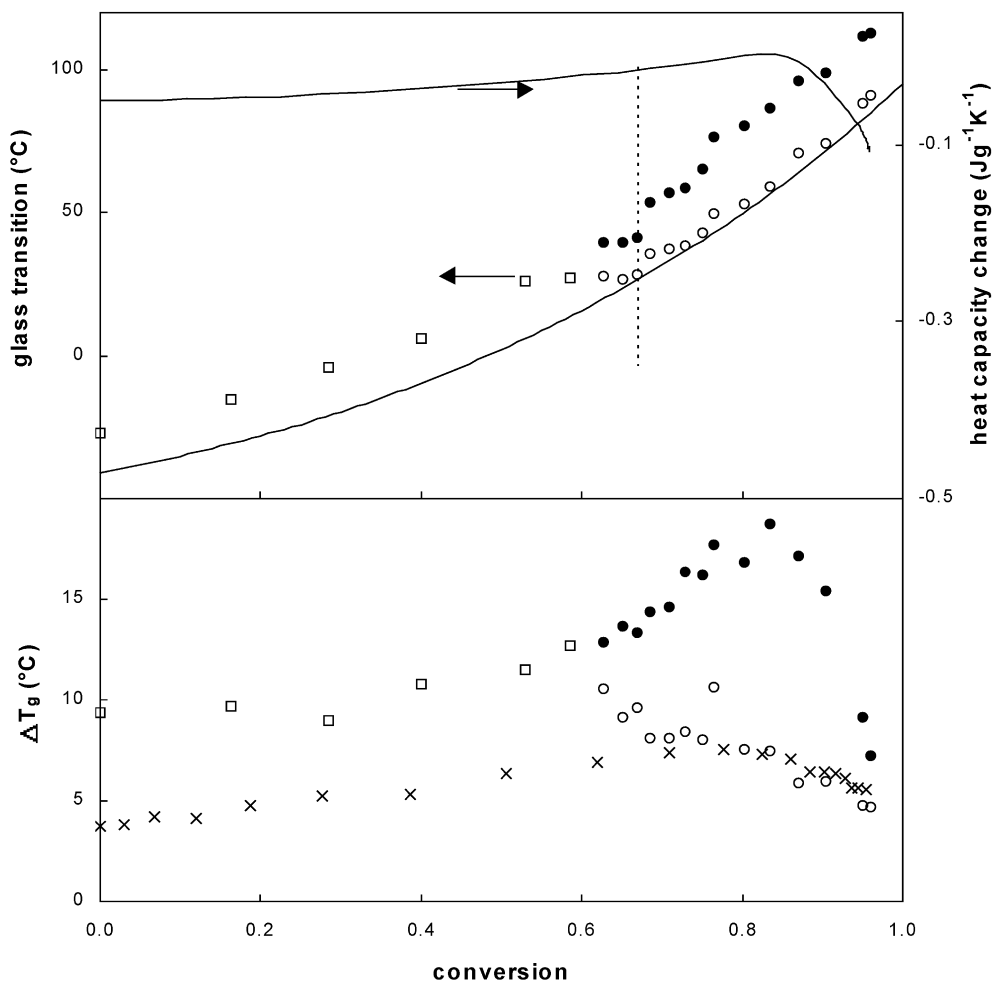 100
50
0
glass transition (°C)
-0.1
-0.3
-0.5
heat capacity change (Jg⁻¹K⁻¹)
15
10
5
0
ΔTg (°C)
0.0 0.2 0.4 0.6 0.8 1.0
conversion